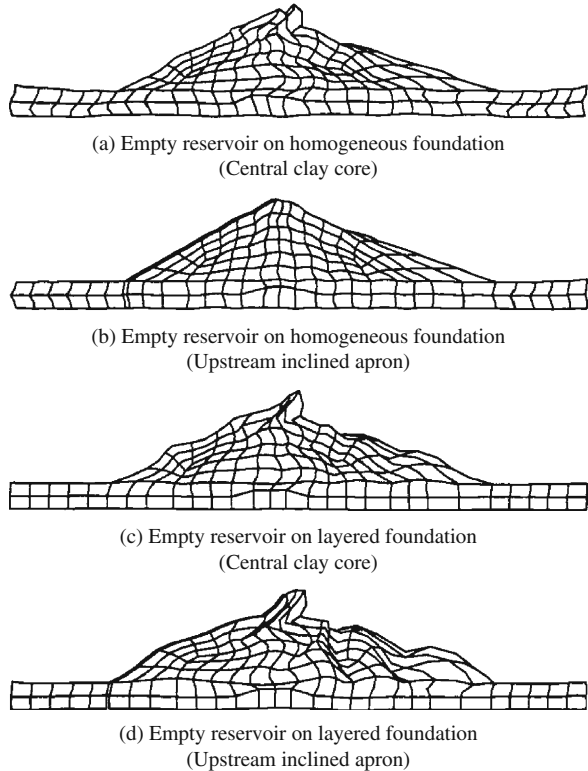 (a) Empty reservoir on homogeneous foundation
(Central clay core)
(b) Empty reservoir on homogeneous foundation
(Upstream inclined apron)
(c) Empty reservoir on layered foundation
(Central clay core)
(d) Empty reservoir on layered foundation
(Upstream inclined apron)